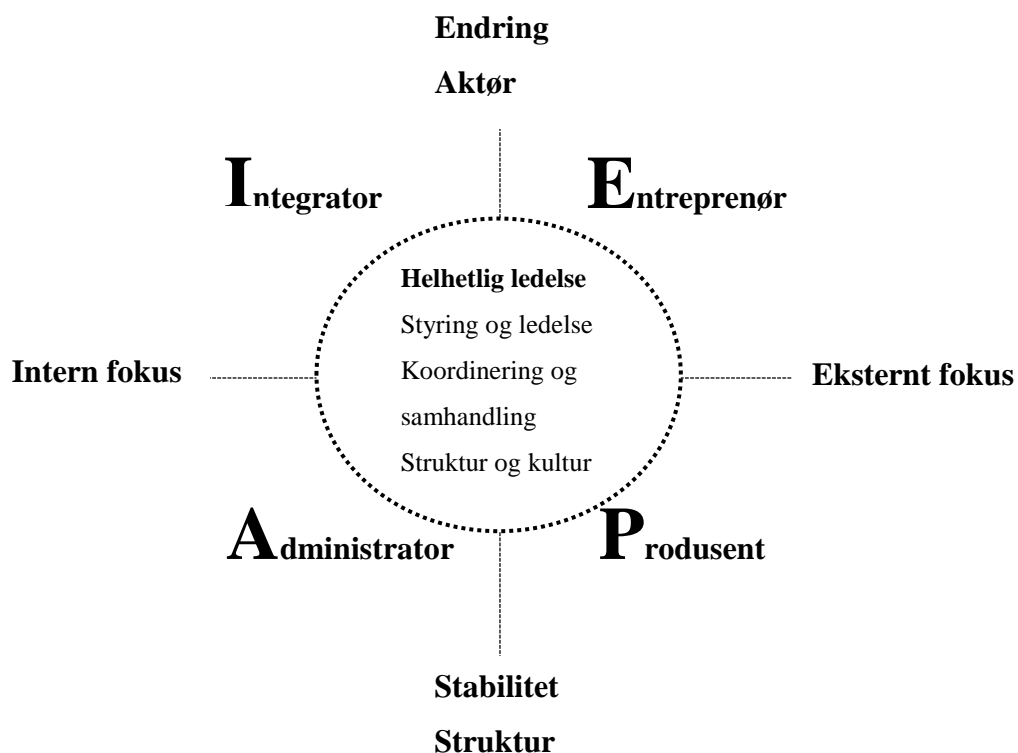 Endring
Aktør
Integrator Entreprenør
Helhetlig ledelse
Styring og ledelse
Intern fokus Koordinering og Eksternt fokus
samhandling
Struktur og kultur
Administrator Produsent
Stabilitet
Struktur